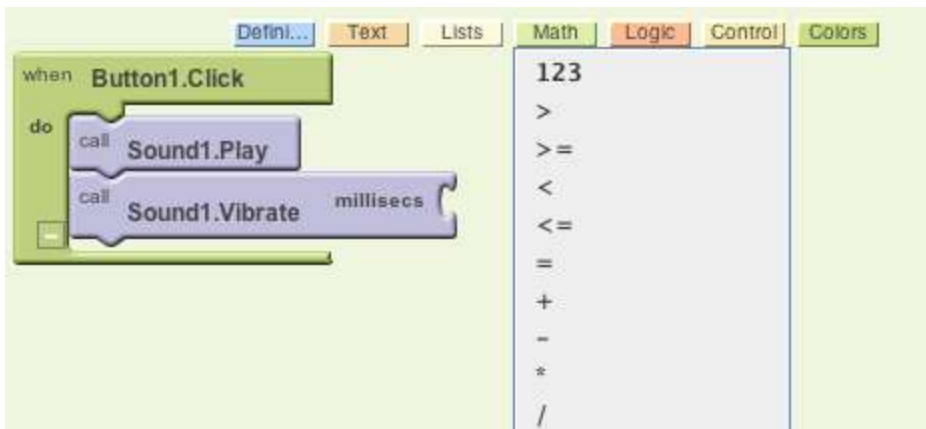 Defini... Text Lists Math Logic Control Colors
when Button1.Click
do
call Sound1.Play
call Sound1.Vibrate millisecs
–
123
>
>=
<
<=
=
+
-
*
/